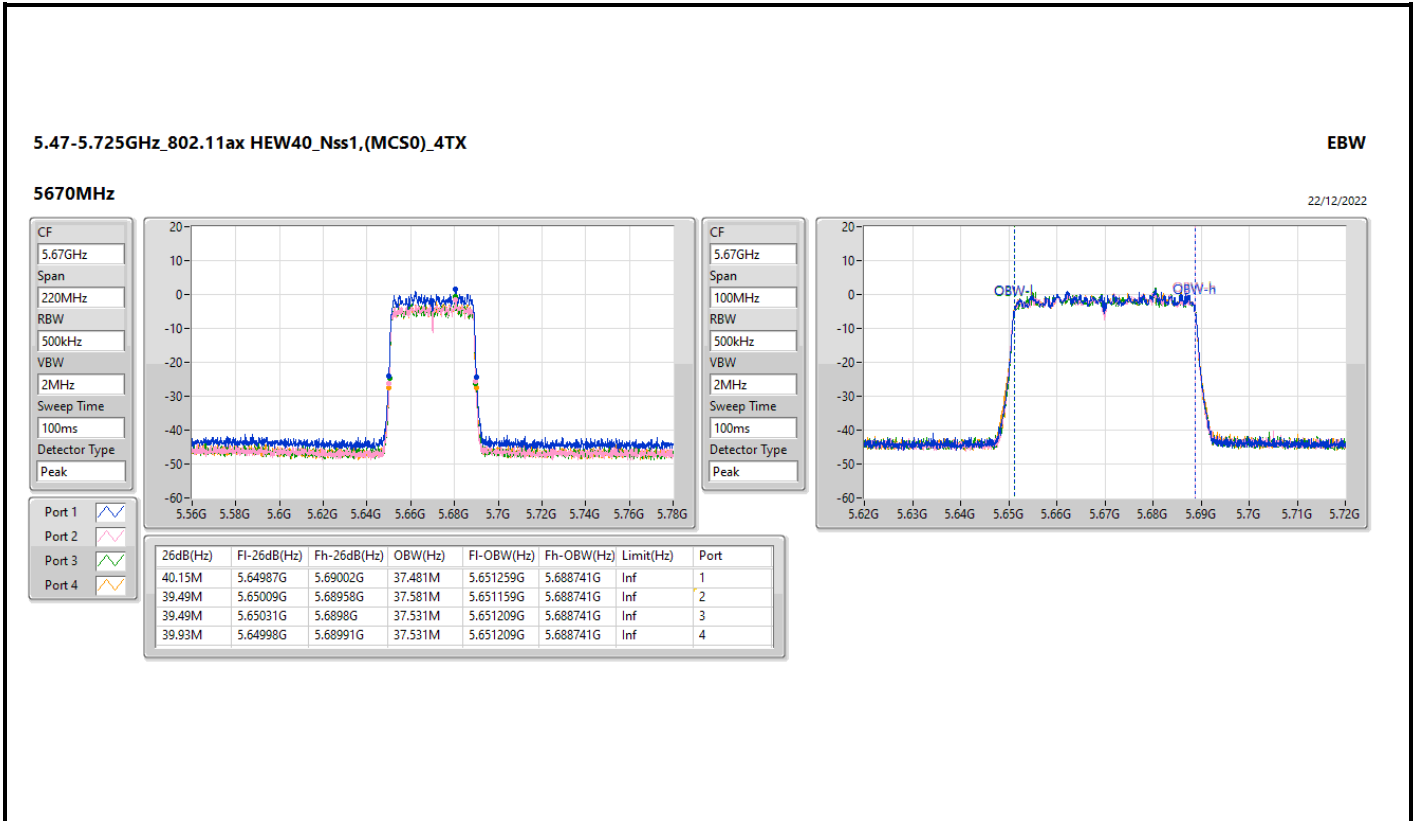 5.47-5.725GHz_802.11ax HEW40_Nss1,(MCS0)_4TX EBW
5670MHz
22/12/2022
CF
5.67GHz
Span
220MHz
RBW
500kHz
VBW
2MHz
Sweep Time
100ms
Detector Type
Peak
20
10
0
-10
-20
-30
-40
-50
-60
5.56G 5.58G 5.6G 5.62G 5.64G 5.66G 5.68G 5.7G 5.72G 5.74G 5.76G 5.78G
CF
5.67GHz
Span
100MHz
RBW
500kHz
VBW
2MHz
Sweep Time
100ms
Detector Type
Peak
20
10
0
-10
-20
-30
-40
-50
-60
OBW-l OBW-h
5.62G 5.63G 5.64G 5.65G 5.66G 5.67G 5.68G 5.69G 5.7G 5.71G 5.72G
Port 1
Port 2
Port 3
Port 4
26dB(Hz) Fl-26dB(Hz) Fh-26dB(Hz) OBW(Hz) Fl-OBW(Hz) Fh-OBW(Hz) Limit(Hz) Port
40.15M 5.64987G 5.69002G 37.481M 5.651259G 5.688741G Inf 1
39.49M 5.65009G 5.68958G 37.581M 5.651159G 5.688741G Inf 2
39.49M 5.65031G 5.6898G 37.531M 5.651209G 5.688741G Inf 3
39.93M 5.64998G 5.68991G 37.531M 5.651209G 5.688741G Inf 4